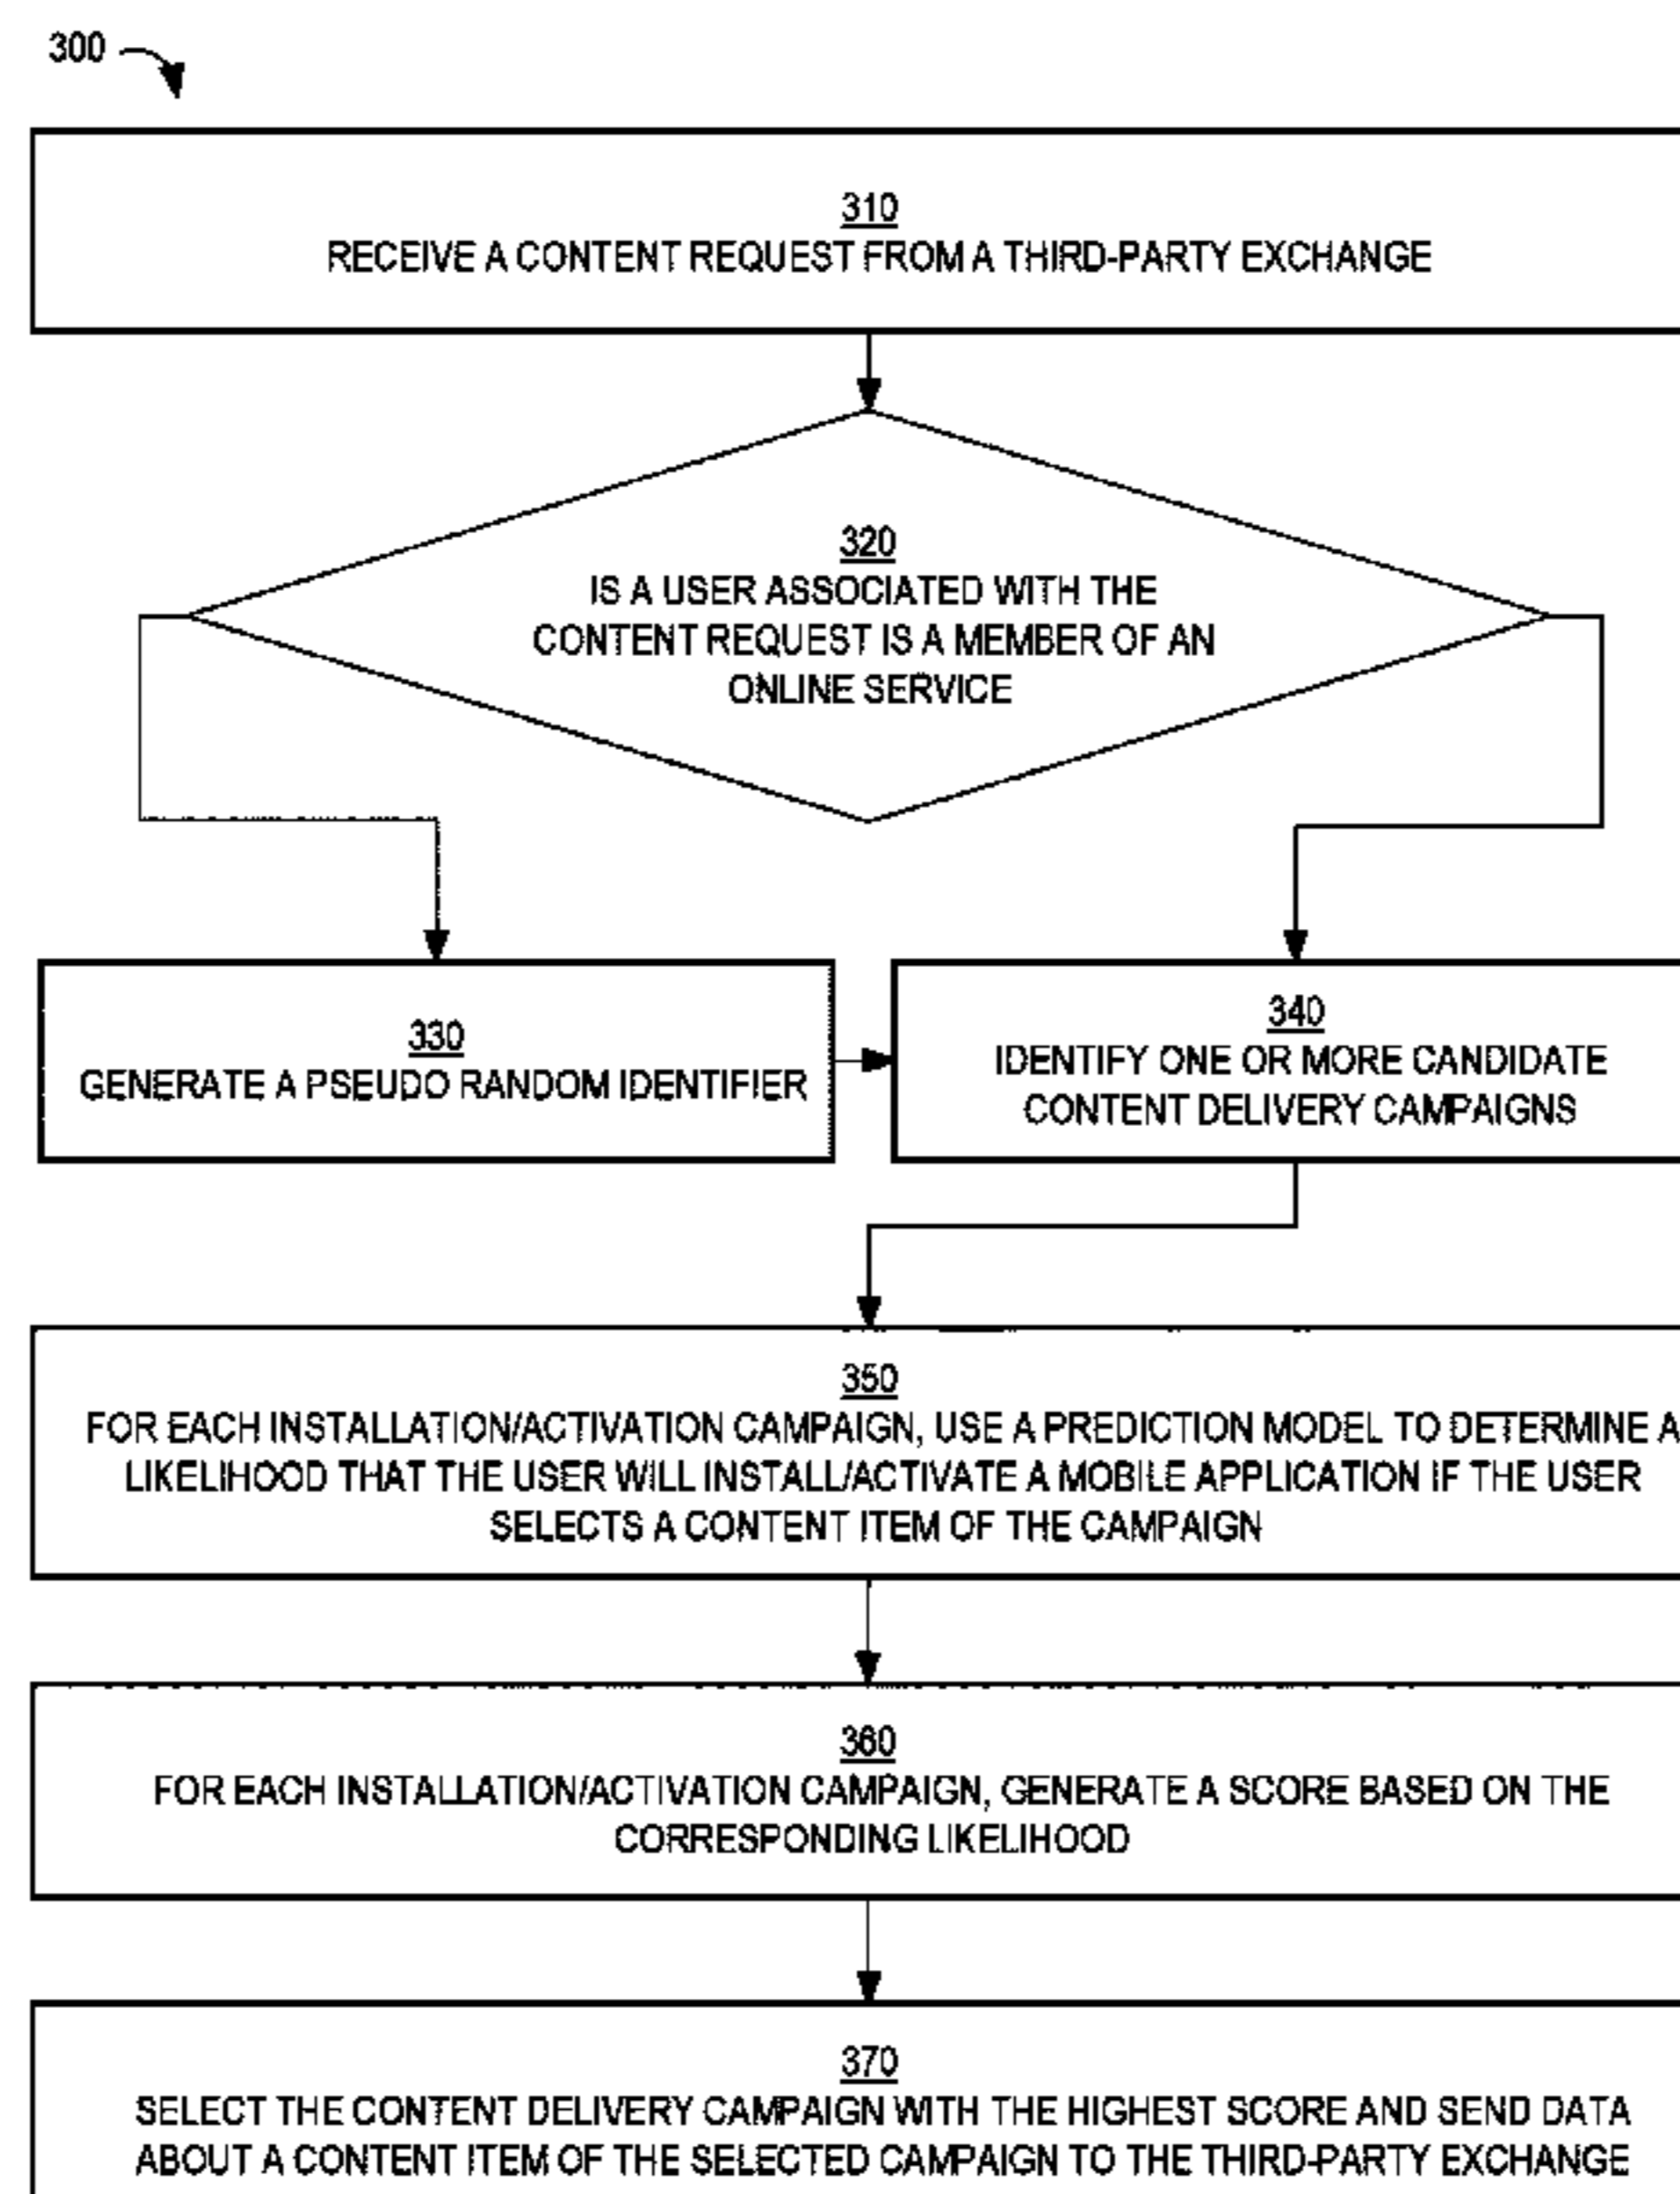 300
310
RECEIVE A CONTENT REQUEST FROM A THIRD-PARTY EXCHANGE
320
IS A USER ASSOCIATED WITH THE
CONTENT REQUEST IS A MEMBER OF AN
ONLINE SERVICE
330
GENERATE A PSEUDO RANDOM IDENTIFIER
340
IDENTIFY ONE OR MORE CANDIDATE
CONTENT DELIVERY CAMPAIGNS
350
FOR EACH INSTALLATION/ACTIVATION CAMPAIGN, USE A PREDICTION MODEL TO DETERMINE A
LIKELIHOOD THAT THE USER WILL INSTALL/ACTIVATE A MOBILE APPLICATION IF THE USER
SELECTS A CONTENT ITEM OF THE CAMPAIGN
360
FOR EACH INSTALLATION/ACTIVATION CAMPAIGN, GENERATE A SCORE BASED ON THE
CORRESPONDING LIKELIHOOD
370
SELECT THE CONTENT DELIVERY CAMPAIGN WITH THE HIGHEST SCORE AND SEND DATA
ABOUT A CONTENT ITEM OF THE SELECTED CAMPAIGN TO THE THIRD-PARTY EXCHANGE